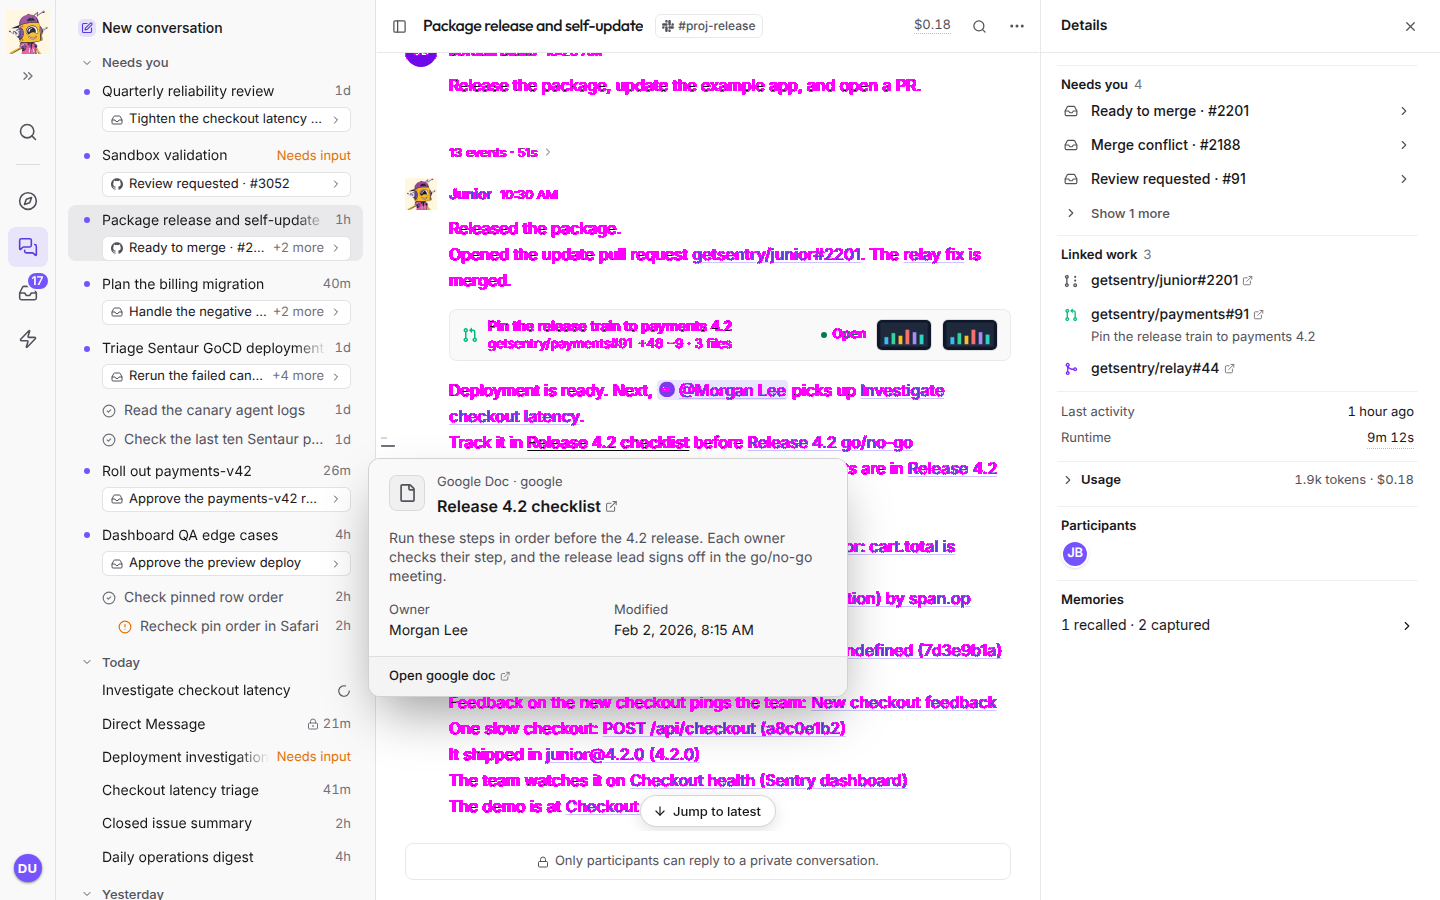 New conversation
Needs you
Quarterly reliability review 1d
Tighten the checkout latency ...
Sandbox validation Needs input
Review requested · #3052
Package release and self-update 1h
Ready to merge · #2... +2 more
Plan the billing migration 40m
Handle the negative ... +2 more
Triage Sentaur GoCD deployment 1d
Rerun the failed can... +4 more
Read the canary agent logs 1d
Check the last ten Sentaur p... 1d
Roll out payments-v42 26m
Approve the payments-v42 r...
Dashboard QA edge cases 4h
Approve the preview deploy
Check pinned row order 2h
Recheck pin order in Safari 2h
Today
Investigate checkout latency
Direct Message 21m
Deployment investigation Needs input
Checkout latency triage 41m
Closed issue summary 2h
Daily operations digest 4h
Yesterday
17
DU
Package release and self-update #proj-release $0.18
Release the package, update the example app, and open a PR.
13 events · 51s
Junior 10:30 AM
Released the package.
Opened the update pull request getsentry/junior#2201. The relay fix is
merged.
Pin the release train to payments 4.2
getsentry/payments#91 +48 −9 · 3 files
Open
Deployment is ready. Next, @Morgan Lee picks up Investigate
checkout latency.
Track it in Release 4.2 checklist before Release 4.2 go/no-go
s are in Release 4.2
Google Doc · google
Release 4.2 checklist
Run these steps in order before the 4.2 release. Each owner
checks their step, and the release lead signs off in the go/no-go
meeting.
Owner Modified
Morgan Lee Feb 2, 2026, 8:15 AM
Open google doc
or: cart.total is
tion) by span.op
ndefined (7d3e9b1a)
Feedback on the new checkout pings the team: New checkout feedback
One slow checkout: POST /api/checkout (a8c0e1b2)
It shipped in junior@4.2.0 (4.2.0)
The team watches it on Checkout health (Sentry dashboard)
The demo is at Checkout
Jump to latest
Only participants can reply to a private conversation.
Details
Needs you 4
Ready to merge · #2201
Merge conflict · #2188
Review requested · #91
Show 1 more
Linked work 3
getsentry/junior#2201
getsentry/payments#91
Pin the release train to payments 4.2
getsentry/relay#44
Last activity 1 hour ago
Runtime 9m 12s
Usage 1.9k tokens · $0.18
Participants
JB
Memories
1 recalled · 2 captured